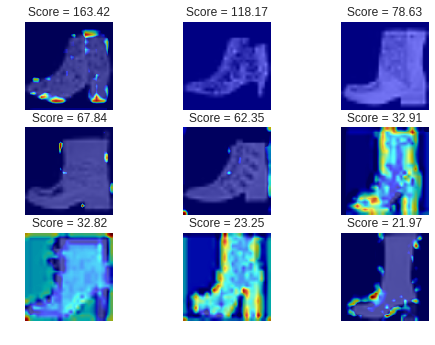 Score = 163.42 Score = 118.17 Score = 78.63
Score = 67.84 Score = 62.35 Score = 32.91
Score = 32.82 Score = 23.25 Score = 21.97